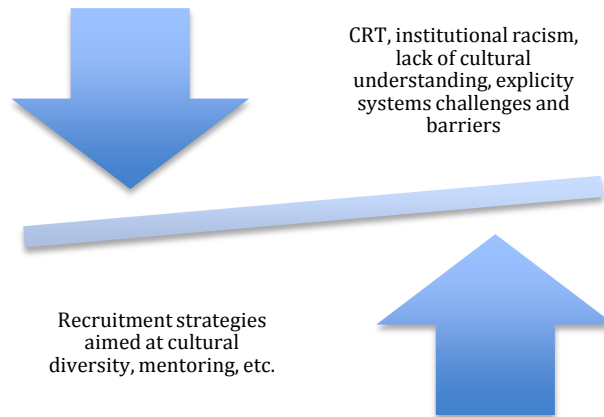 CRT, institutional racism,
lack of cultural
understanding, explicity
systems challenges and
barriers
Recruitment strategies
aimed at cultural
diversity, mentoring, etc.